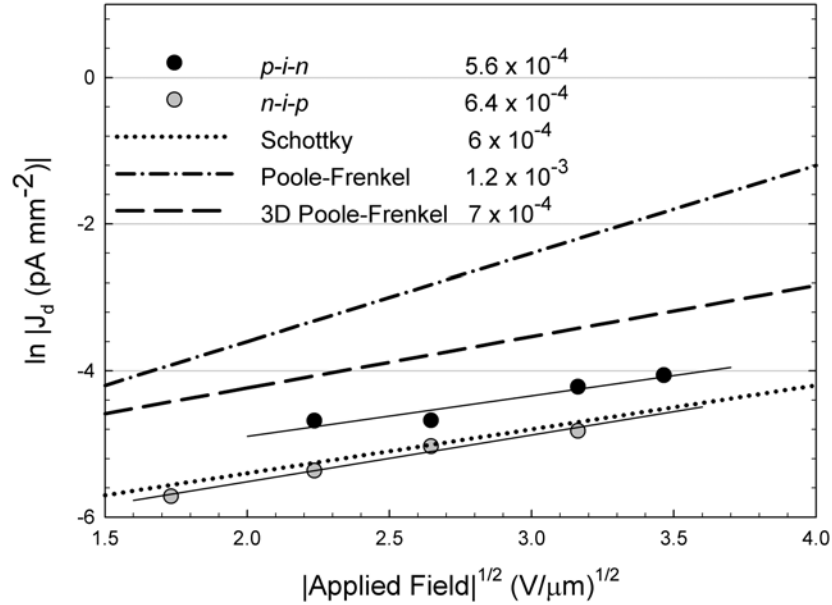 0
p-i-n 5.6 x 10⁻⁴
n-i-p 6.4 x 10⁻⁴
Schottky 6 x 10⁻⁴
Poole-Frenkel 1.2 x 10⁻³
3D Poole-Frenkel 7 x 10⁻⁴
-2
-4
-6
ln |J_d (pA mm⁻²)|
1.5 2.0 2.5 3.0 3.5 4.0
|Applied Field|^1/2 (V/μm)^1/2